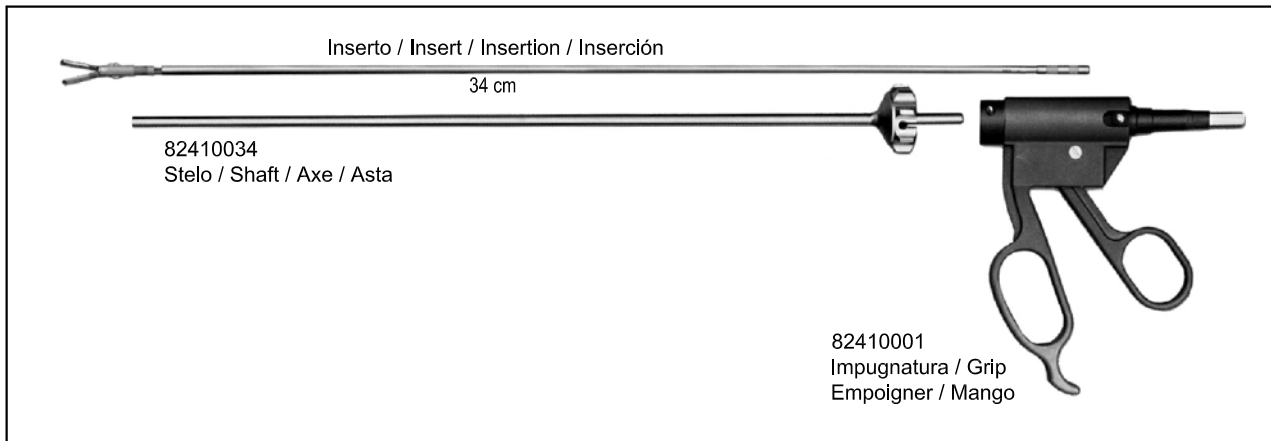 Inserto / Insert / Insertion / Inserción
34 cm
82410034
Stelo / Shaft / Axe / Asta
82410001
Impugnatura / Grip
Empoigner / Mango